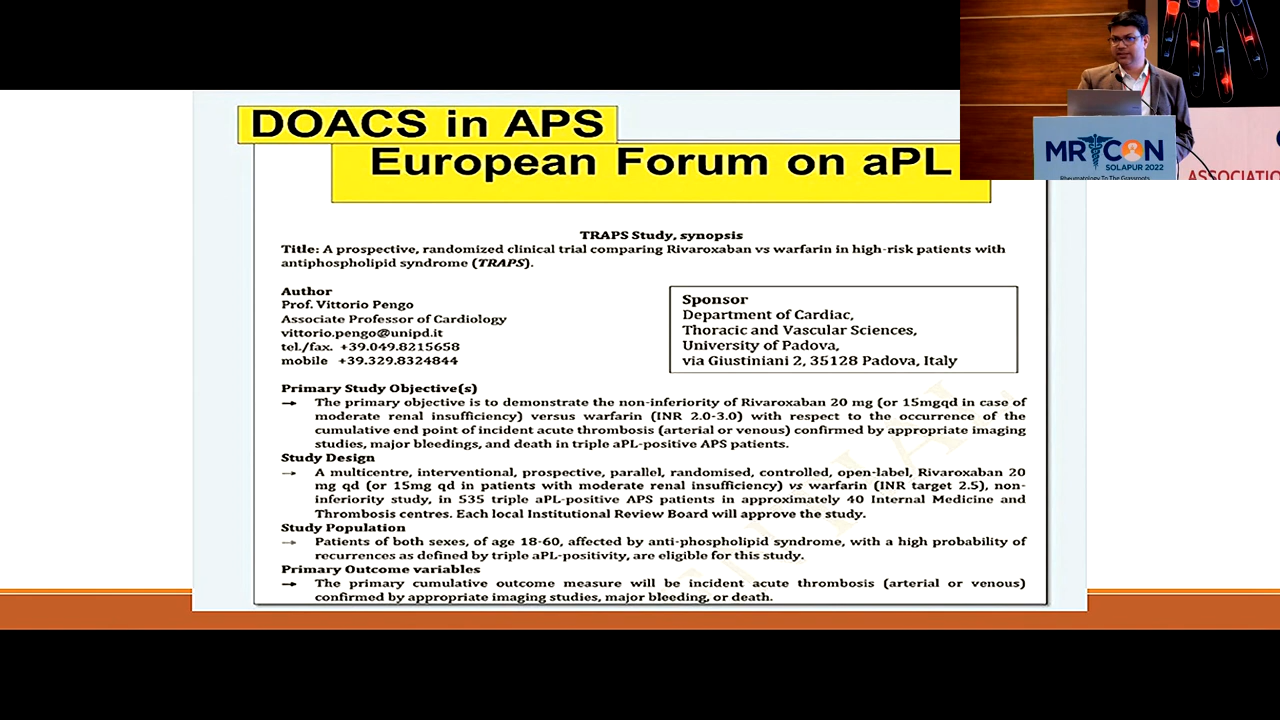 DOACS in APS
European Forum on aPL
TRAPS Study, synopsis
Title: A prospective, randomized clinical trial comparing Rivaroxaban vs warfarin in high-risk patients with
antiphospholipid syndrome (TRAPS).
Author
Prof. Vittorio Pengo
Associate Professor of Cardiology
vittorio.pengo@unipd.it
tel./fax. +39.049.8215658
mobile +39.329.8324844
Sponsor
Department of Cardiac,
Thoracic and Vascular Sciences,
University of Padova,
via Giustiniani 2, 35128 Padova, Italy
Primary Study Objective(s)
→ The primary objective is to demonstrate the non-inferiority of Rivaroxaban 20 mg (or 15mgqd in case of
moderate renal insufficiency) versus warfarin (INR 2.0-3.0) with respect to the occurrence of the
cumulative end point of incident acute thrombosis (arterial or venous) confirmed by appropriate imaging
studies, major bleedings, and death in triple aPL-positive APS patients.
Study Design
→ A multicentre, interventional, prospective, parallel, randomised, controlled, open-label, Rivaroxaban 20
mg qd (or 15mg qd in patients with moderate renal insufficiency) vs warfarin (INR target 2.5), non-
inferiority study, in 535 triple aPL-positive APS patients in approximately 40 Internal Medicine and
Thrombosis centres. Each local Institutional Review Board will approve the study.
Study Population
→ Patients of both sexes, of age 18-60, affected by anti-phospholipid syndrome, with a high probability of
recurrences as defined by triple aPL-positivity, are eligible for this study.
Primary Outcome variables
→ The primary cumulative outcome measure will be incident acute thrombosis (arterial or venous)
confirmed by appropriate imaging studies, major bleeding, or death.
MRCON
SOLAPUR 2022
Rheumatology To The Grassroots
ASSOCIATIO